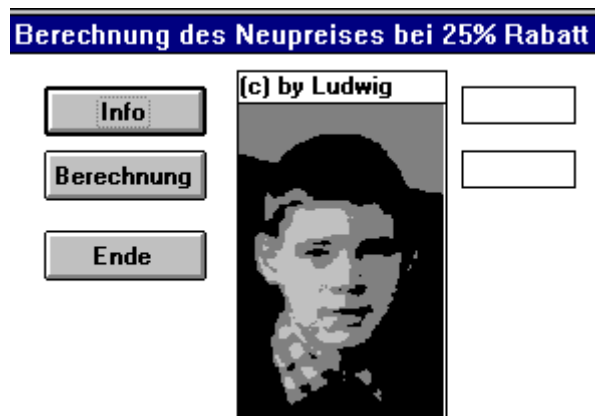 Berechnung des Neupreises bei 25% Rabatt
(c) by Ludwig
Info
Berechnung
Ende